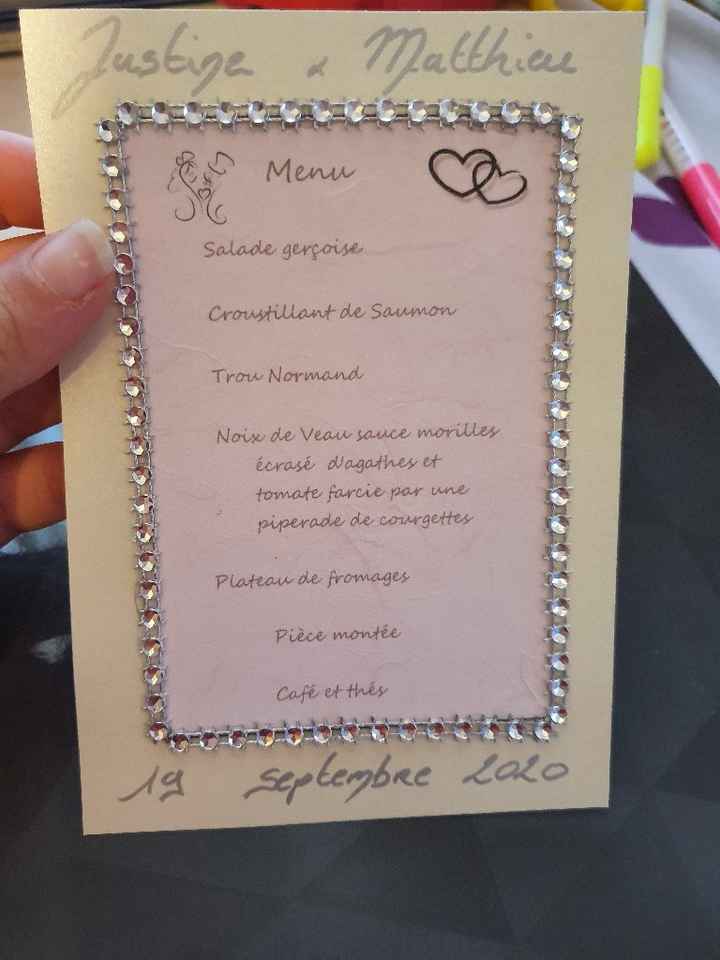 Justine & Matthieu
Menu
Salade gerçoise
Croustillant de Saumon
Trou Normand
Noix de Veau sauce morilles
écrasé d'agathes et
tomate farcie par une
piperade de courgettes
Plateau de fromages
Pièce montée
Café et thés
19 septembre 2020